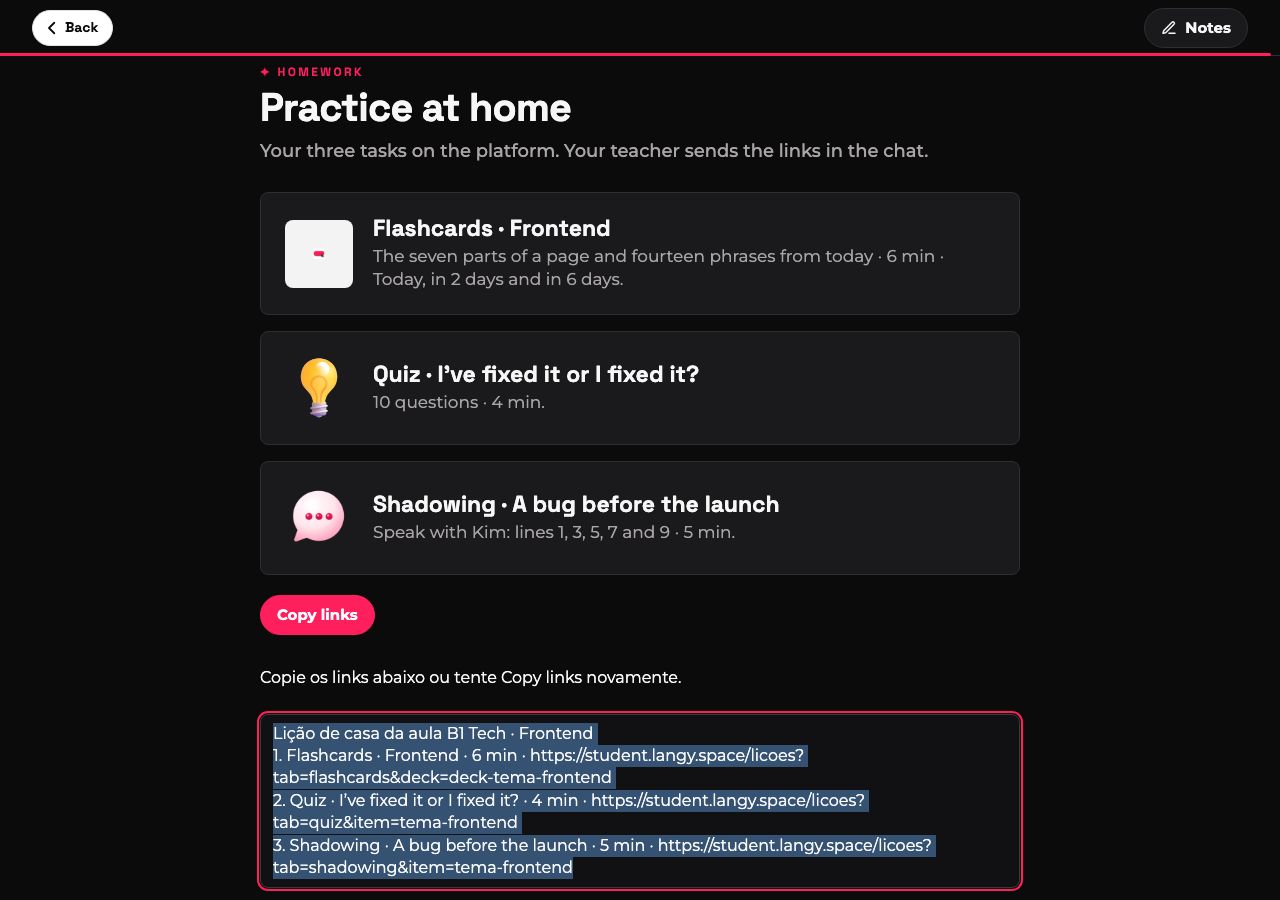 Back
Notes
HOMEWORK
Practice at home
Your three tasks on the platform. Your teacher sends the links in the chat.
Flashcards · Frontend
The seven parts of a page and fourteen phrases from today · 6 min ·
Today, in 2 days and in 6 days.
Quiz · I’ve fixed it or I fixed it?
10 questions · 4 min.
Shadowing · A bug before the launch
Speak with Kim: lines 1, 3, 5, 7 and 9 · 5 min.
Copy links
Copie os links abaixo ou tente Copy links novamente.
Lição de casa da aula B1 Tech · Frontend
1. Flashcards · Frontend · 6 min · https://student.langy.space/licoes?
tab=flashcards&deck=deck-tema-frontend
2. Quiz · I’ve fixed it or I fixed it? · 4 min · https://student.langy.space/licoes?
tab=quiz&item=tema-frontend
3. Shadowing · A bug before the launch · 5 min · https://student.langy.space/licoes?
tab=shadowing&item=tema-frontend